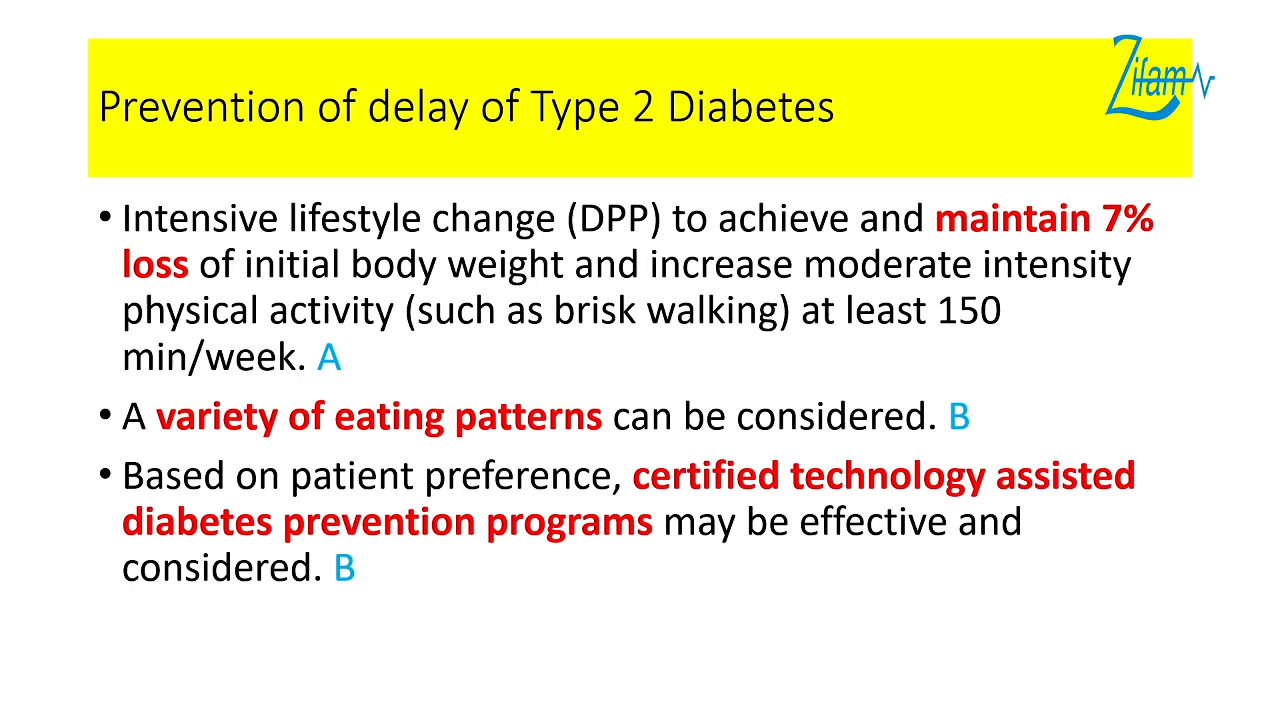 Zifam
Prevention of delay of Type 2 Diabetes
• Intensive lifestyle change (DPP) to achieve and maintain 7%
loss of initial body weight and increase moderate intensity
physical activity (such as brisk walking) at least 150
min/week. A
• A variety of eating patterns can be considered. B
• Based on patient preference, certified technology assisted
diabetes prevention programs may be effective and
considered. B